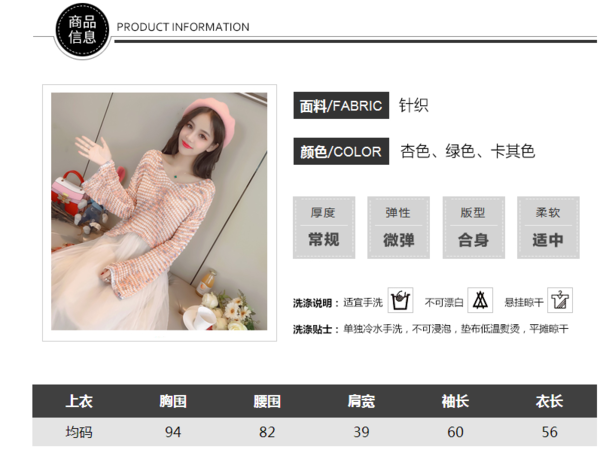 商品
信息
PRODUCT INFORMATION
面料/FABRIC 针织
颜色/COLOR 杏色、绿色、卡其色
厚度 弹性 版型 柔软
常规 微弹 合身 适中
洗涤说明： 适宜手洗 不可漂白 悬挂晾干
洗涤贴士： 单独冷水手洗，不可浸泡，垫布低温熨烫，平摊晾干
上衣 胸围 腰围 肩宽 袖长 衣长
均码 94 82 39 60 56